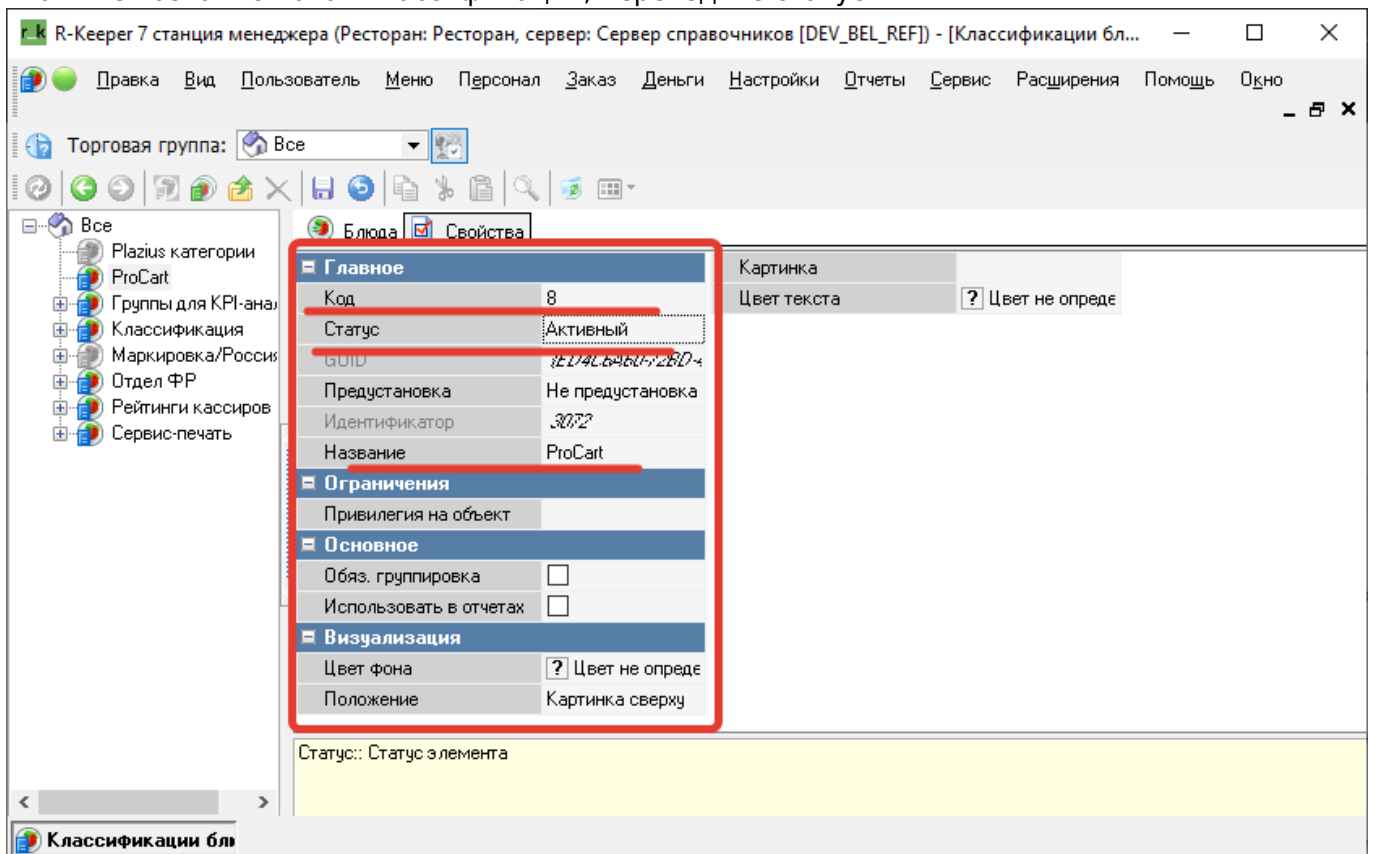 R-Keeper 7 станция менеджера (Ресторан: Ресторан, сервер: Сервер справочников [DEV_BEL_REF]) - [Классификации бл...
Правка Вид Пользователь Меню Персонал Заказ Деньги Настройки Отчеты Сервис Расширения Помощь Окно
Торговая группа: Все
Все
Plazius категории
ProCart
Группы для KPI-ана
Классификация
Маркировка/Россия
Отдел ФР
Рейтинги кассиров
Сервис-печать
Блюда Свойства
Главное
Код 8
Статус Активный
GUID
Предустановка Не предустановка
Идентификатор 3072
Название ProCart
Ограничения
Привилегия на объект
Основное
Обяз. группировка
Использовать в отчетах
Визуализация
Цвет фона ? Цвет не опреде
Положение Картинка сверху
Картинка
Цвет текста ? Цвет не опреде
Статус:: Статус элемента
Классификации блю